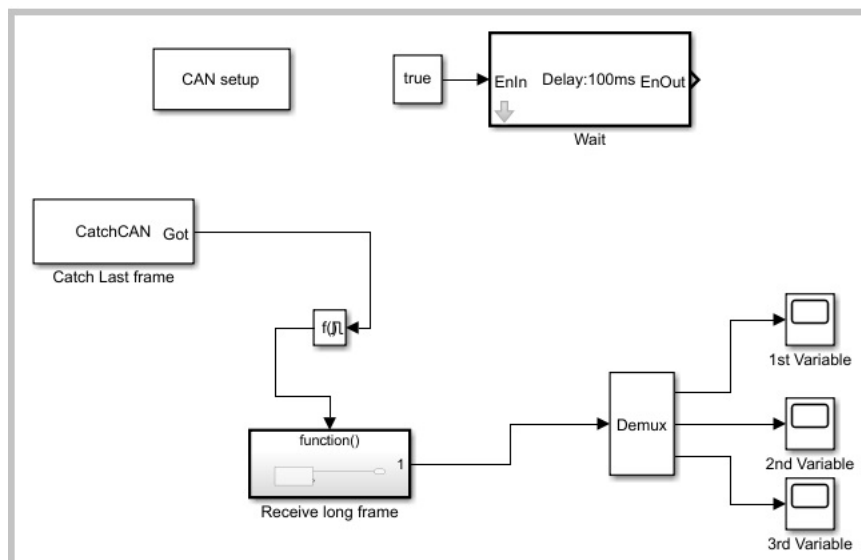 CAN setup
true
EnIn
Delay:100ms
EnOut
Wait
CatchCAN
Got
Catch Last frame
f()
function()
1
Receive long frame
Demux
1st Variable
2nd Variable
3rd Variable